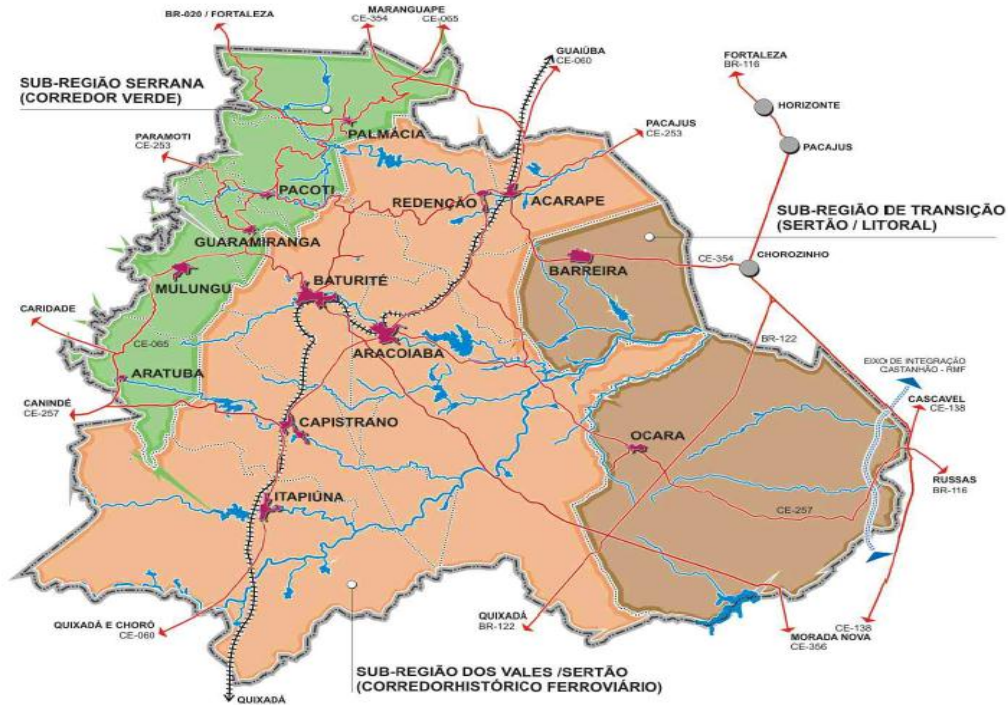 BR-020 / FORTALEZA
MARANGUAPE
CE-354
CE-065
GUAIÚBA
CE-060
FORTALEZA
BR-116
SUB-REGIÃO SERRANA
(CORREDOR VERDE)
HORIZONTE
PALMÁCIA
PACAJUS
CE-253
PACAJUS
PARAMOTI
CE-253
PACOTI
REDENÇÃO
ACARAPE
SUB-REGIÃO DE TRANSIÇÃO
(SERTÃO / LITORAL)
GUARAMIRANGA
CE-354
CHOROZINHO
BARREIRA
MULUNGU
BATURITÉ
CARIDADE
ARACOIABA
CE-065
BR-122
EIXO DE INTEGRAÇÃO
CASTANHÃO - RMF
ARATUBA
CANINDÉ
CE-257
CASCAVEL
CE-138
CAPISTRANO
OCARA
RUSSAS
BR-116
ITAPIÚNA
CE-257
QUIXADÁ E CHORÓ
CE-060
QUIXADÁ
BR-122
CE-138
MORADA NOVA
CE-356
SUB-REGIÃO DOS VALES /SERTÃO
(CORREDORHISTÓRICO FERROVIÁRIO)
QUIXADÁ